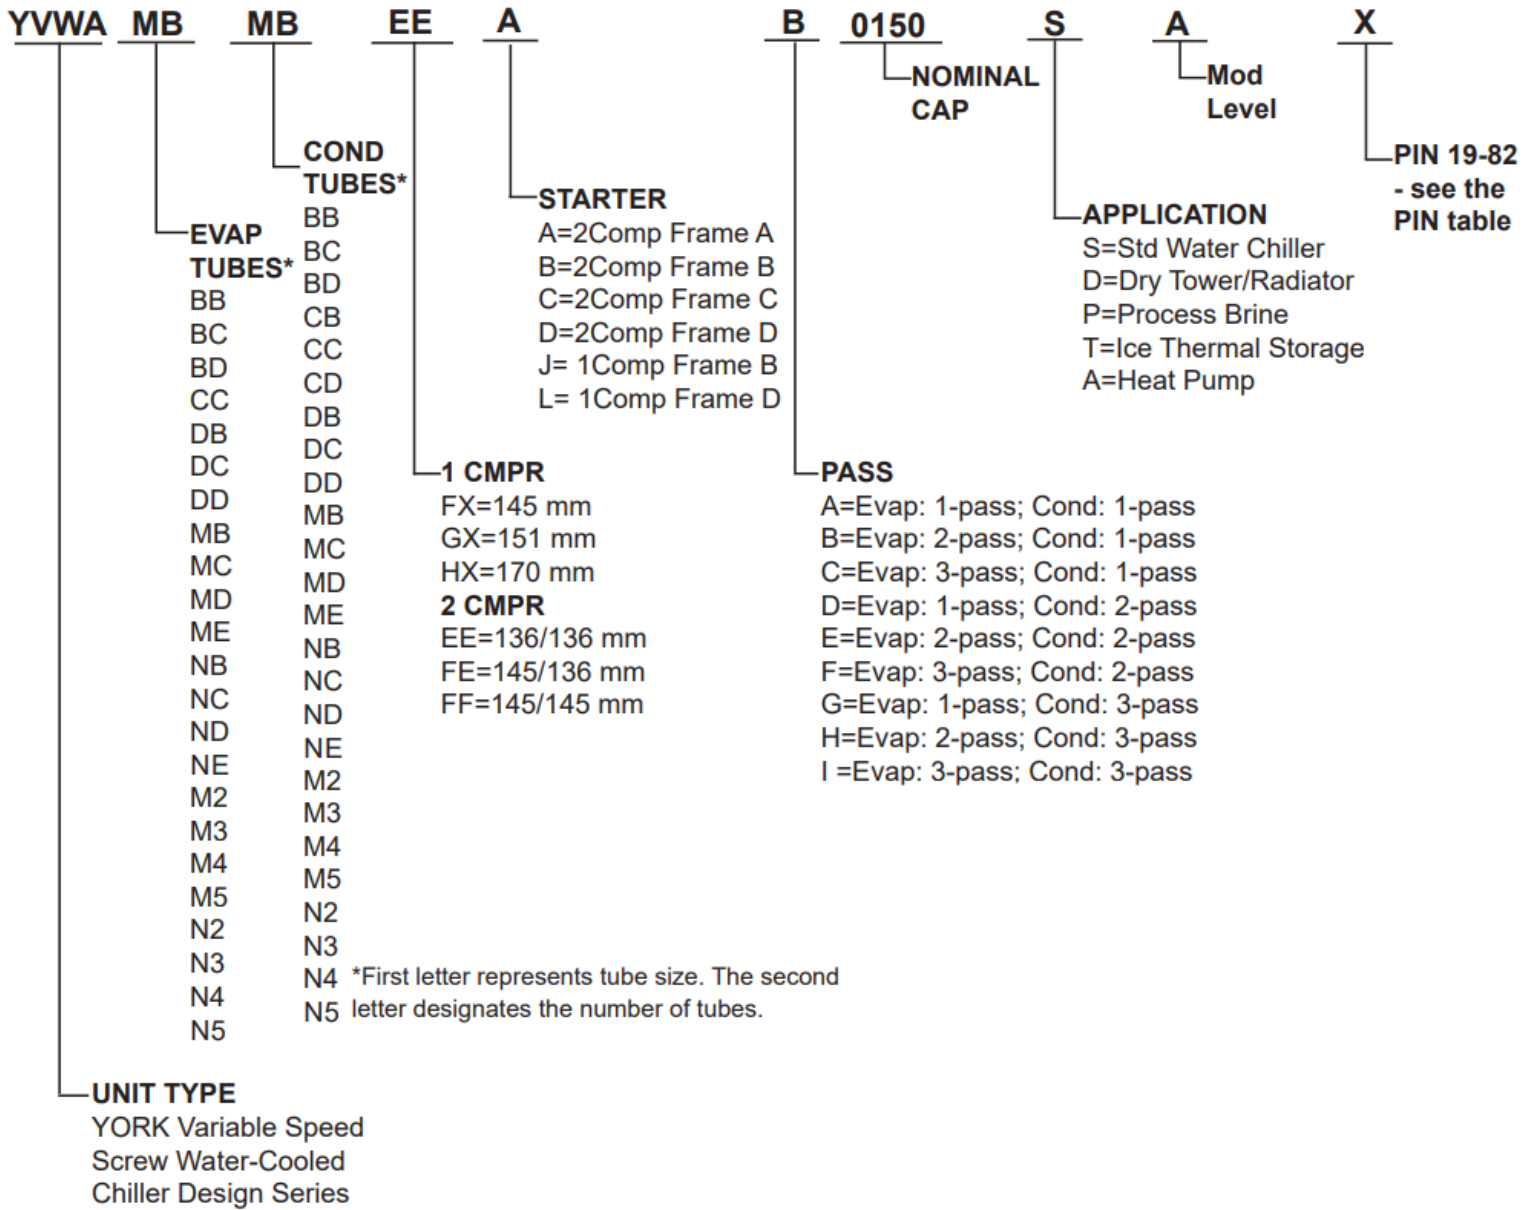 YVWA MB MB EE A B 0150 S A X
NOMINAL
CAP
Mod
Level
PIN 19-82
- see the
PIN table
COND
TUBES*
BB
BC
BD
CB
CC
CD
DB
DC
DD
MB
MC
MD
ME
NB
NC
ND
NE
M2
M3
M4
M5
N2
N3
N4
N5
EVAP
TUBES*
BB
BC
BD
CC
DB
DC
DD
MB
MC
MD
ME
NB
NC
ND
NE
M2
M3
M4
M5
N2
N3
N4
N5
STARTER
A=2Comp Frame A
B=2Comp Frame B
C=2Comp Frame C
D=2Comp Frame D
J= 1Comp Frame B
L= 1Comp Frame D
APPLICATION
S=Std Water Chiller
D=Dry Tower/Radiator
P=Process Brine
T=Ice Thermal Storage
A=Heat Pump
1 CMPR
FX=145 mm
GX=151 mm
HX=170 mm
2 CMPR
EE=136/136 mm
FE=145/136 mm
FF=145/145 mm
PASS
A=Evap: 1-pass; Cond: 1-pass
B=Evap: 2-pass; Cond: 1-pass
C=Evap: 3-pass; Cond: 1-pass
D=Evap: 1-pass; Cond: 2-pass
E=Evap: 2-pass; Cond: 2-pass
F=Evap: 3-pass; Cond: 2-pass
G=Evap: 1-pass; Cond: 3-pass
H=Evap: 2-pass; Cond: 3-pass
I =Evap: 3-pass; Cond: 3-pass
*First letter represents tube size. The second
letter designates the number of tubes.
UNIT TYPE
YORK Variable Speed
Screw Water-Cooled
Chiller Design Series